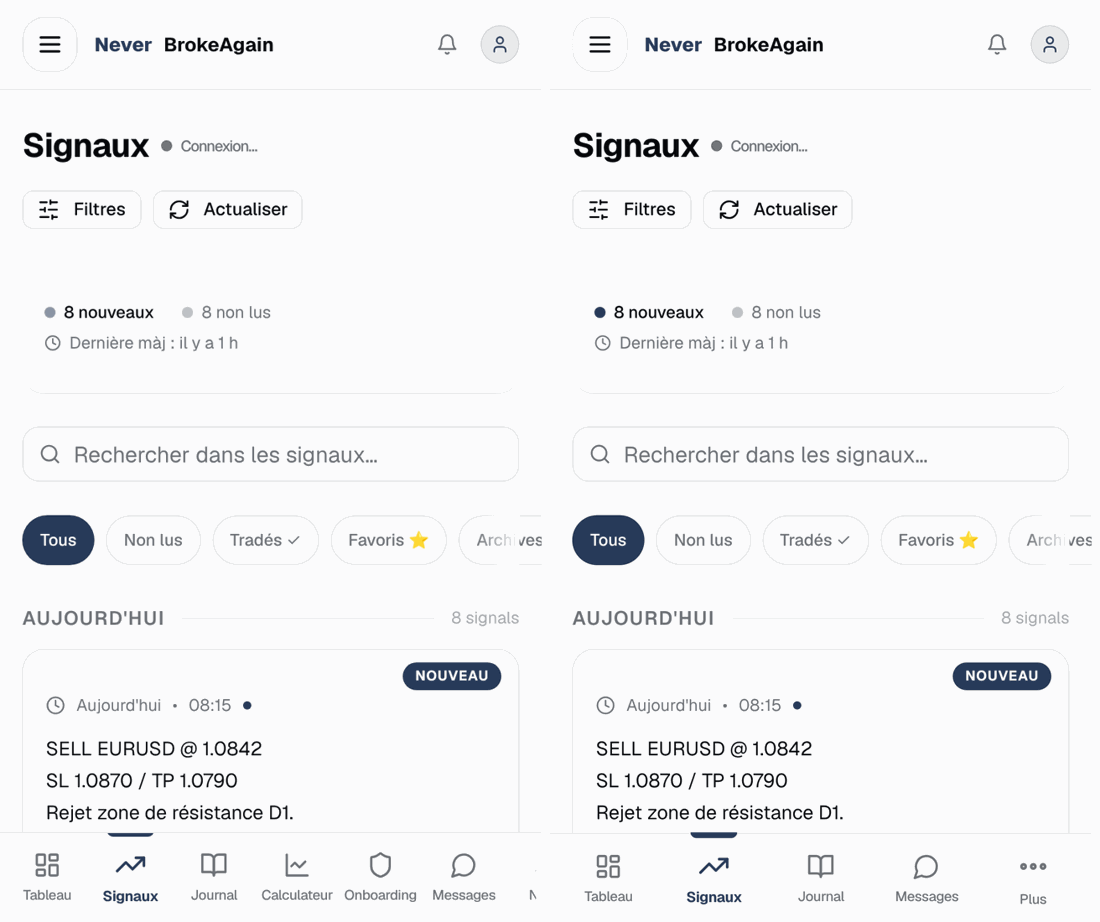 Never BrokeAgain
Signaux Connexion...
Filtres Actualiser
8 nouveaux 8 non lus
Dernière màj : il y a 1 h
Rechercher dans les signaux...
Tous Non lus Tradés ✓ Favoris ⭐ Archives
AUJOURD'HUI 8 signals
NOUVEAU
Aujourd'hui • 08:15
SELL EURUSD @ 1.0842
SL 1.0870 / TP 1.0790
Rejet zone de résistance D1.
Tableau Signaux Journal Calculateur Onboarding Messages
Never BrokeAgain
Signaux Connexion...
Filtres Actualiser
8 nouveaux 8 non lus
Dernière màj : il y a 1 h
Rechercher dans les signaux...
Tous Non lus Tradés ✓ Favoris ⭐ Archives
AUJOURD'HUI 8 signals
NOUVEAU
Aujourd'hui • 08:15
SELL EURUSD @ 1.0842
SL 1.0870 / TP 1.0790
Rejet zone de résistance D1.
Tableau Signaux Journal Messages Plus